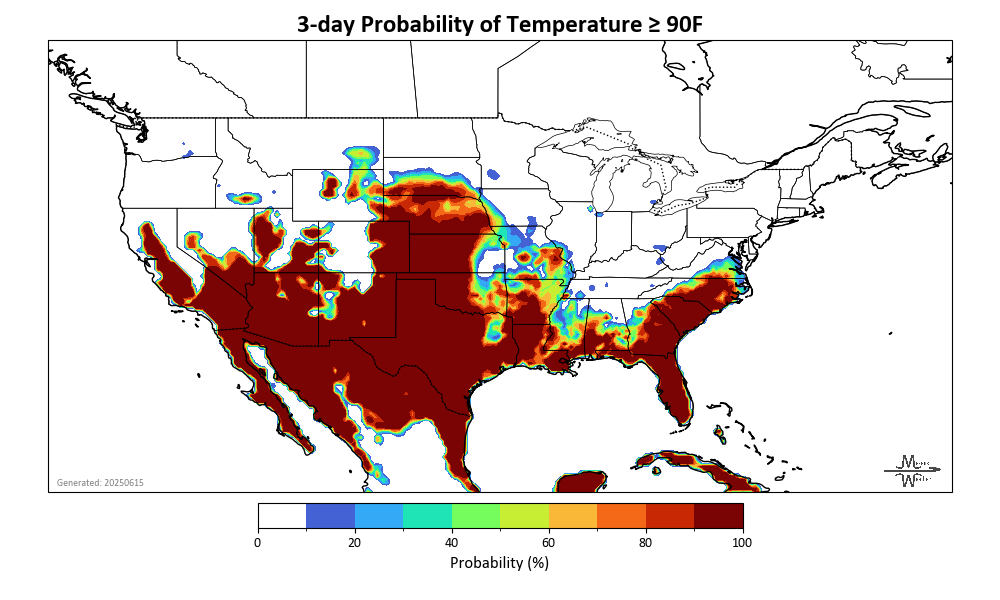 3-day Probability of Temperature ≥ 90F
Generated: 20250615
0 20 40 60 80 100
Probability (%)